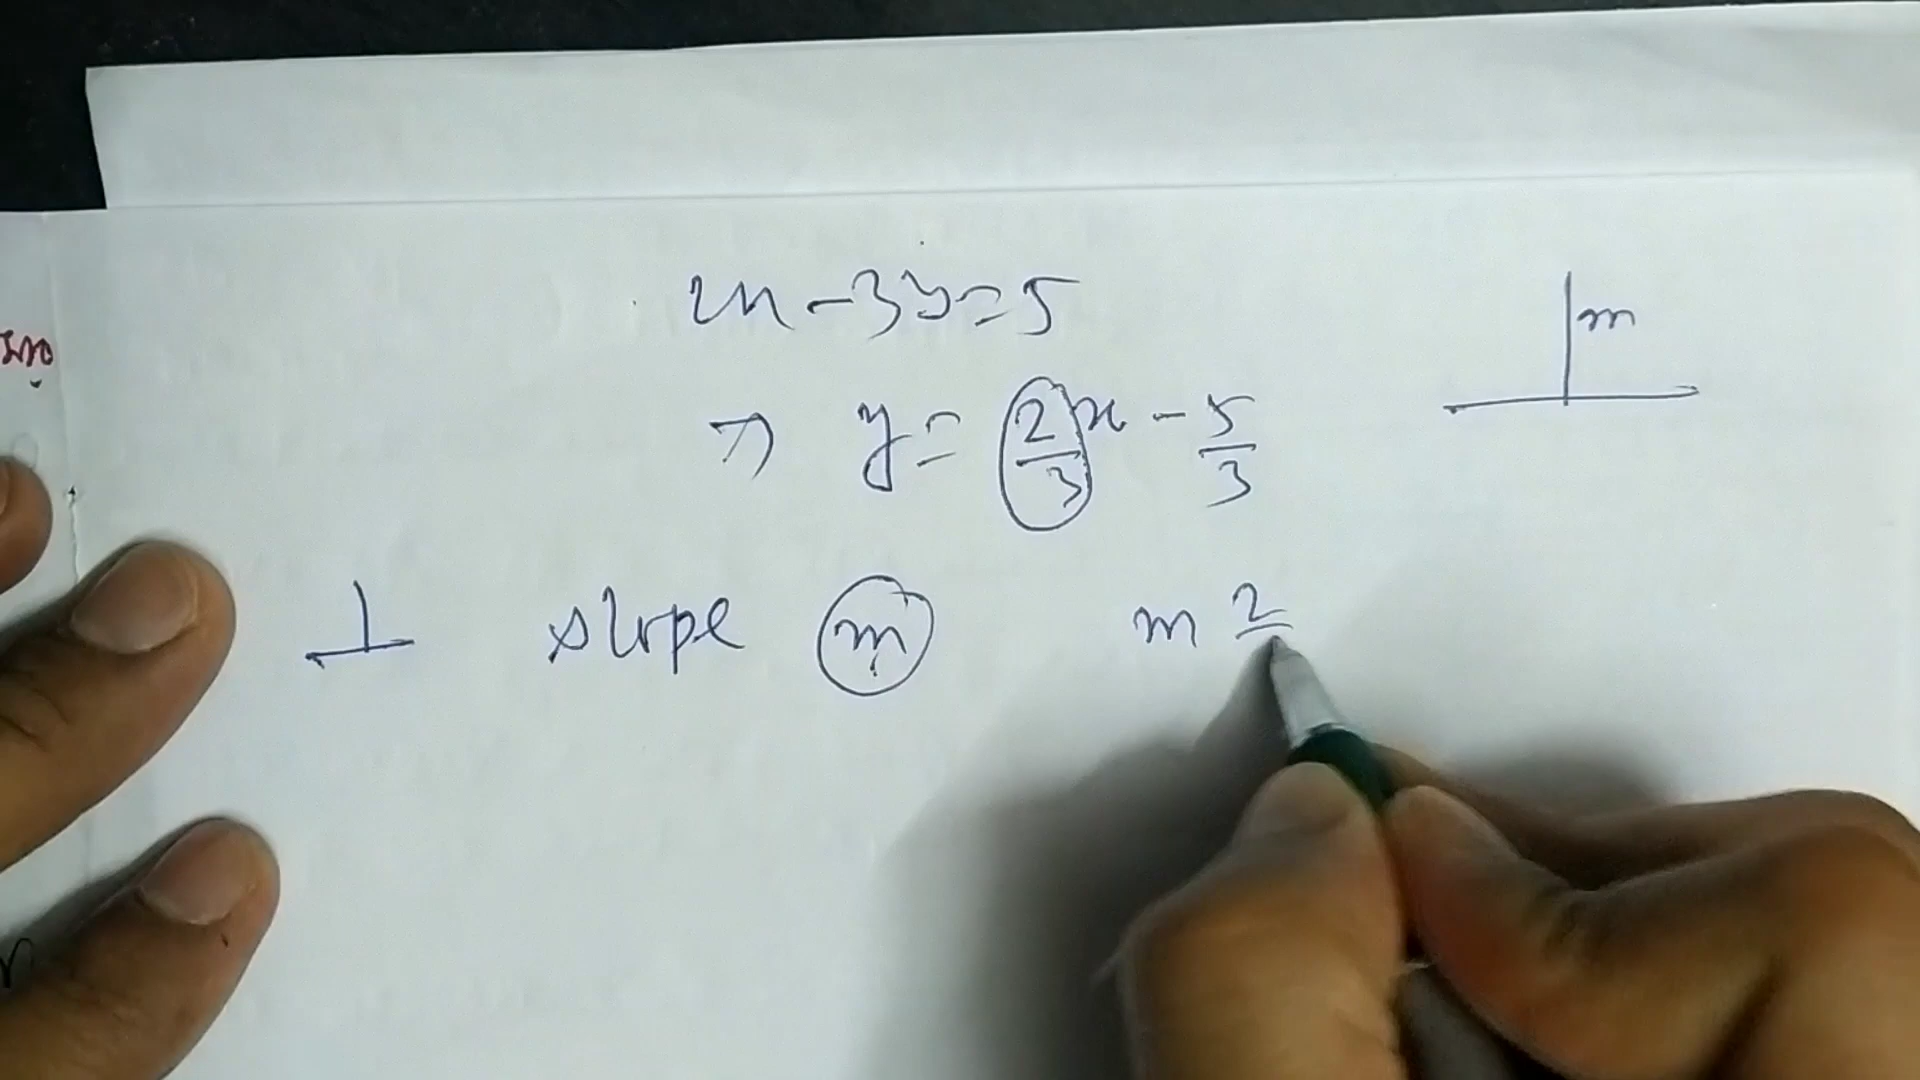 2x - 3y = 5
m
⇒ y = 2/3 x - 5/3
⊥ slope m m 2